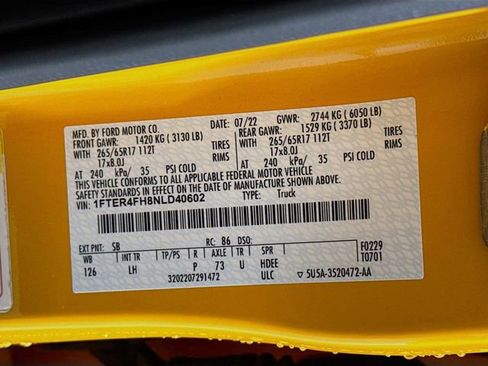 MFD. BY FORD MOTOR CO. DATE: 07/22 GVWR: 2744 KG ( 6050 LB)
FRONT GAWR: 1420 KG ( 3130 LB) REAR GAWR: 1529 KG ( 3370 LB)
WITH 265/65R17 112T TIRES WITH 265/65R17 112T TIRES
17x8.0J RIMS 17x8.0J RIMS
AT 240 kPa/ 35 PSI COLD AT 240 kPa/ 35 PSI COLD
THIS VEHICLE CONFORMS TO ALL APPLICABLE FEDERAL MOTOR VEHICLE
SAFETY STANDARDS IN EFFECT ON THE DATE OF MANUFACTURE SHOWN ABOVE.
VIN: 1FTER4FH8NLD40602 TYPE: Truck
EXT PNT: SB RC: 86 DSO: F0229
WB INT TR TP/PS R AXLE TR SPR T0701
126 LH P 73 U HDEE
3202207291472 ULC 5U5A-3520472-AA